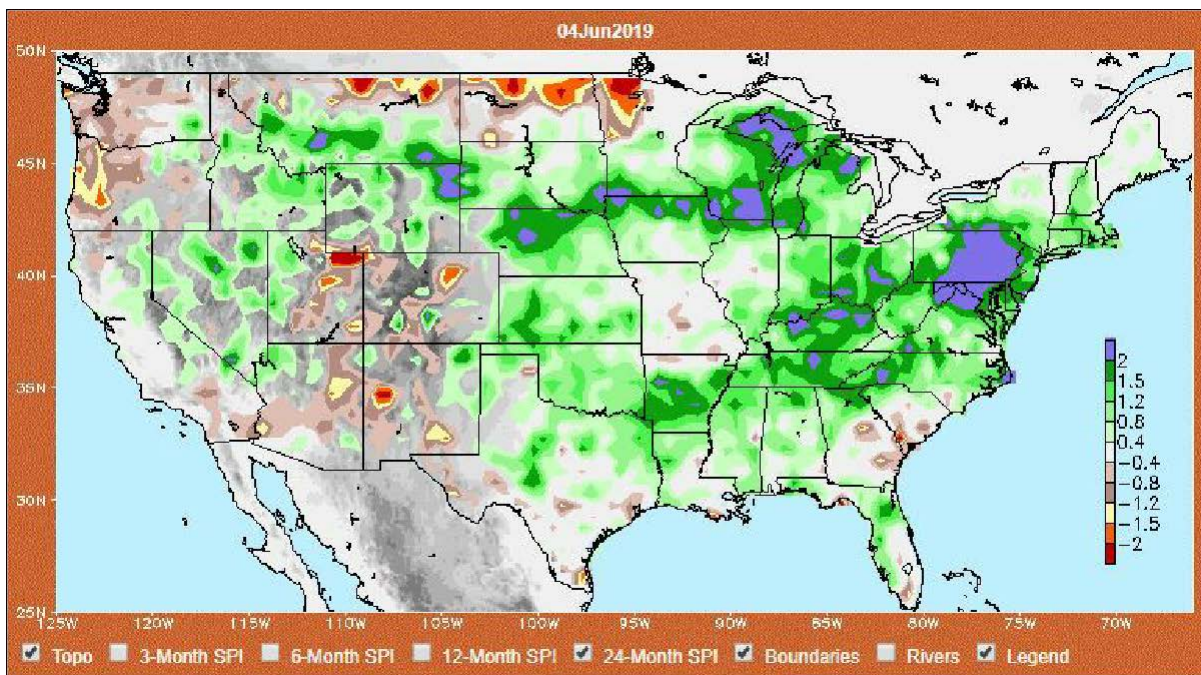 04Jun2019
50N
45N
40N
35N
30N
25N
2
1.5
1.2
0.8
0.4
-0.4
-0.8
-1.2
-1.5
-2
125W 120W 115W 110W 105W 100W 95W 90W 85W 80W 75W 70W
Topo 3-Month SPI 6-Month SPI 12-Month SPI 24-Month SPI Boundaries Rivers Legend